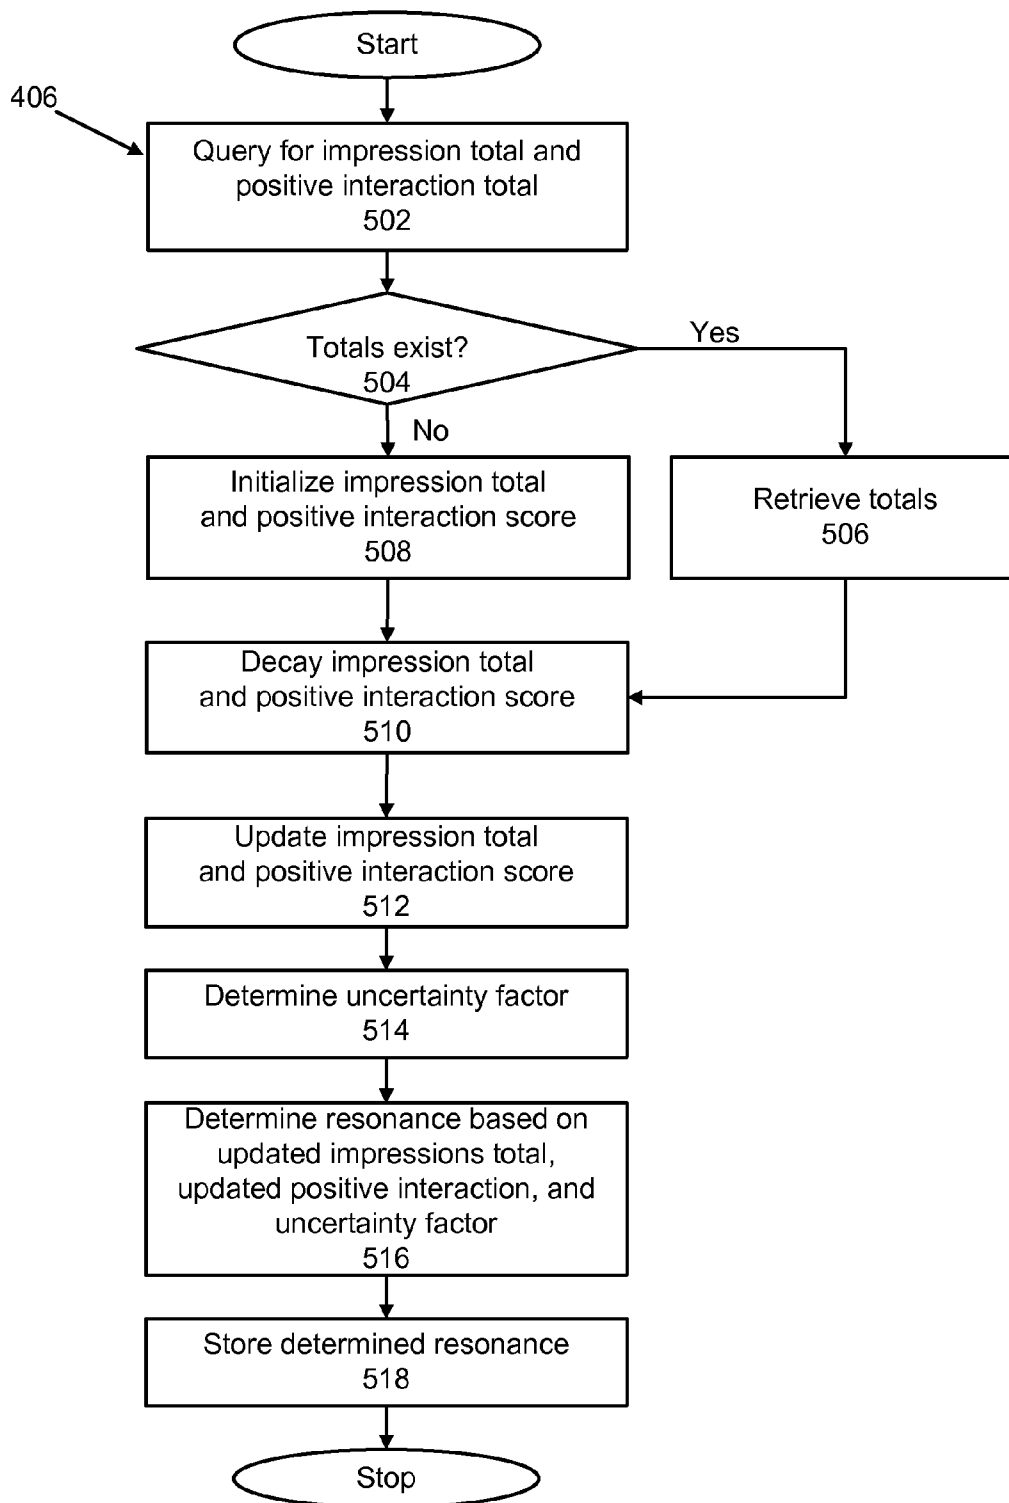 Start
406
Query for impression total and
positive interaction total
502
Totals exist?
504
Yes
No
Initialize impression total
and positive interaction score
508
Retrieve totals
506
Decay impression total
and positive interaction score
510
Update impression total
and positive interaction score
512
Determine uncertainty factor
514
Determine resonance based on
updated impressions total,
updated positive interaction, and
uncertainty factor
516
Store determined resonance
518
Stop